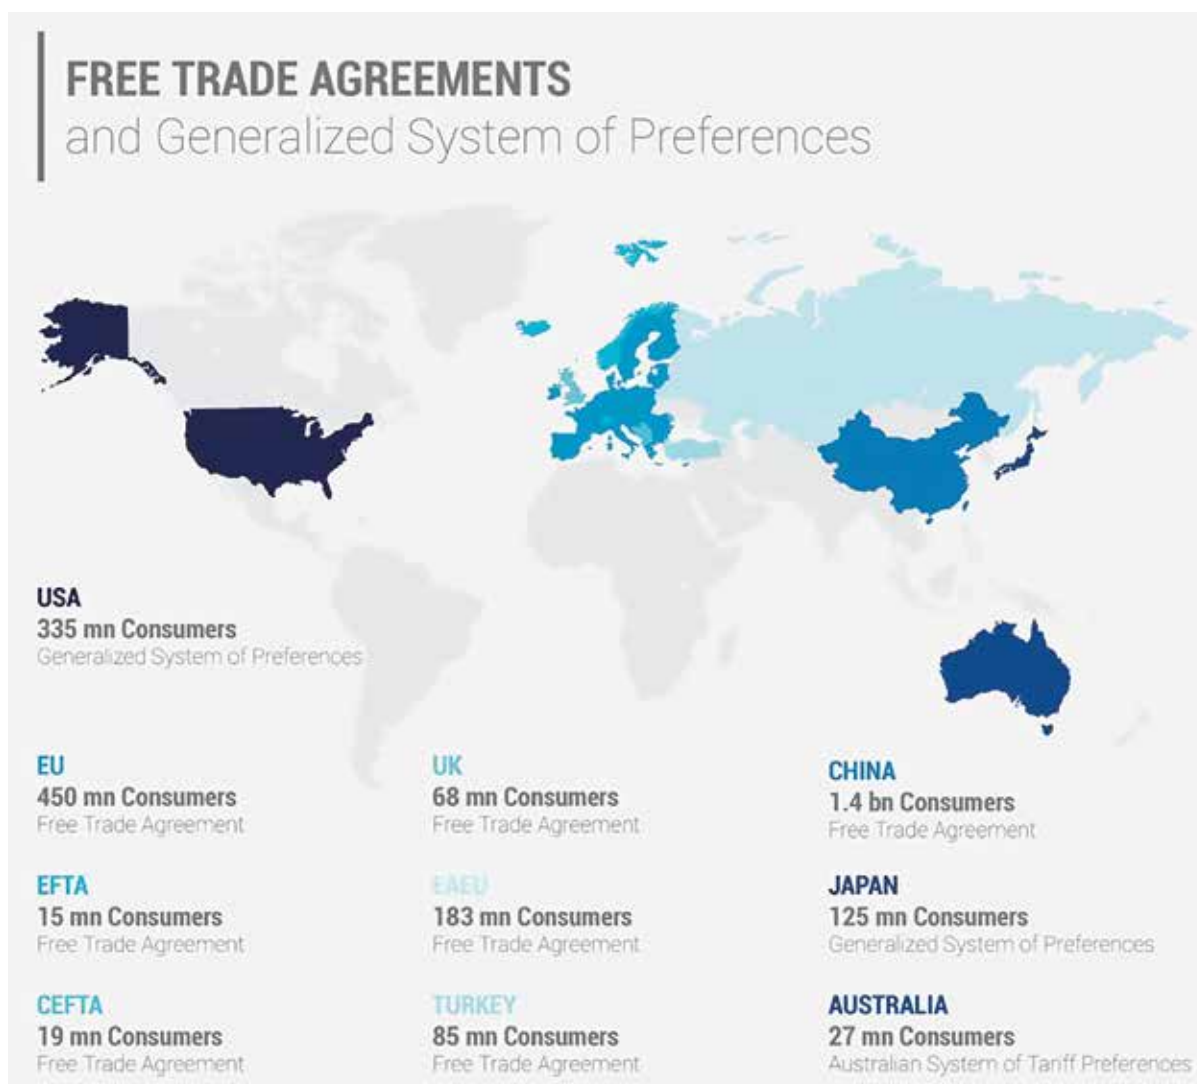 FREE TRADE AGREEMENTS
and Generalized System of Preferences
USA
335 mn Consumers
Generalized System of Preferences
EU
450 mn Consumers
Free Trade Agreement
UK
68 mn Consumers
Free Trade Agreement
CHINA
1.4 bn Consumers
Free Trade Agreement
EFTA
15 mn Consumers
Free Trade Agreement
EAEU
183 mn Consumers
Free Trade Agreement
JAPAN
125 mn Consumers
Generalized System of Preferences
CEFTA
19 mn Consumers
Free Trade Agreement
TURKEY
85 mn Consumers
Free Trade Agreement
AUSTRALIA
27 mn Consumers
Australian System of Tariff Preferences